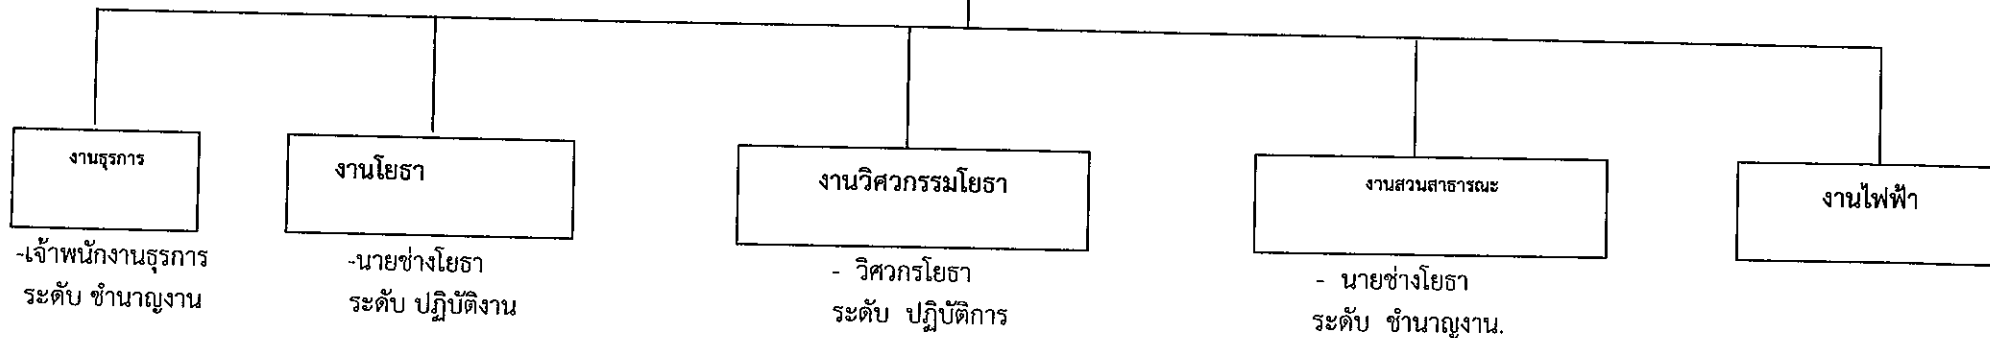 งานธุรการ
-เจ้าพนักงานธุรการ
ระดับ ชำนาญงาน
งานโยธา
-นายช่างโยธา
ระดับ ปฏิบัติงาน
งานวิศวกรรมโยธา
- วิศวกรโยธา
ระดับ ปฏิบัติการ
งานสวนสาธารณะ
- นายช่างโยธา
ระดับ ชำนาญงาน.
งานไฟฟ้า